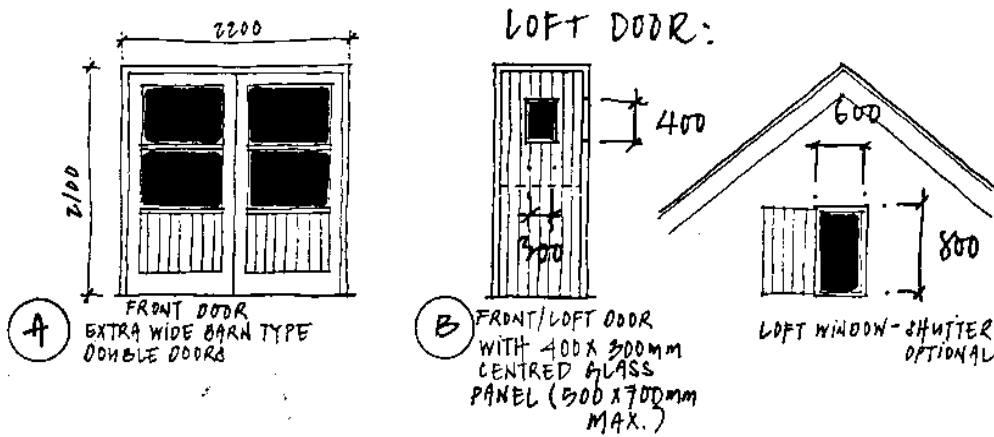 LOFT DOOR:
2200
2100
A
FRONT DOOR
EXTRA WIDE BARN TYPE
DOUBLE DOORS
400
300
B
FRONT/LOFT DOOR
WITH 400 X 300mm
CENTRED GLASS
PANEL (500 X 700mm
MAX.)
600
800
LOFT WINDOW - SHUTTER
OPTIONAL